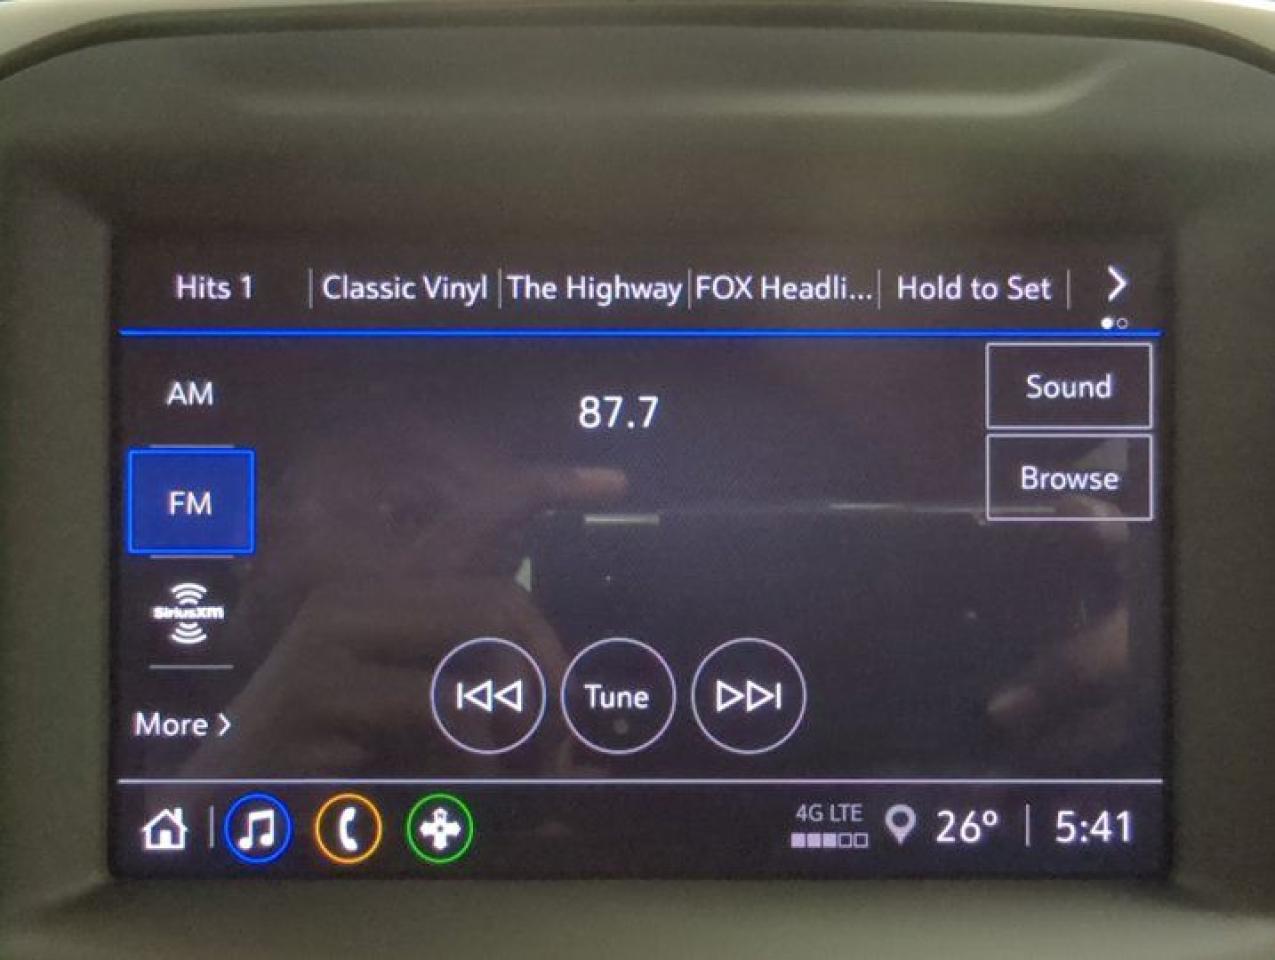 Hits 1 Classic Vinyl The Highway FOX Headli... Hold to Set
AM
87.7
Sound
FM
Browse
SiriusXM
More
Tune
4G LTE
26° 5:41